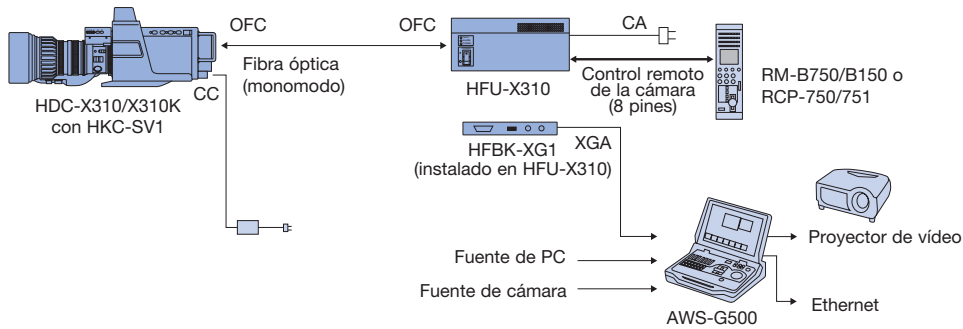 OFC
OFC
CA
Fibra óptica
(monomodo)
CC
HDC-X310/X310K
con HKC-SV1
HFU-X310
Control remoto
de la cámara
(8 pines)
RM-B750/B150 o
RCP-750/751
HFBK-XG1
(instalado en HFU-X310)
XGA
Fuente de PC
Fuente de cámara
AWS-G500
Proyector de vídeo
Ethernet